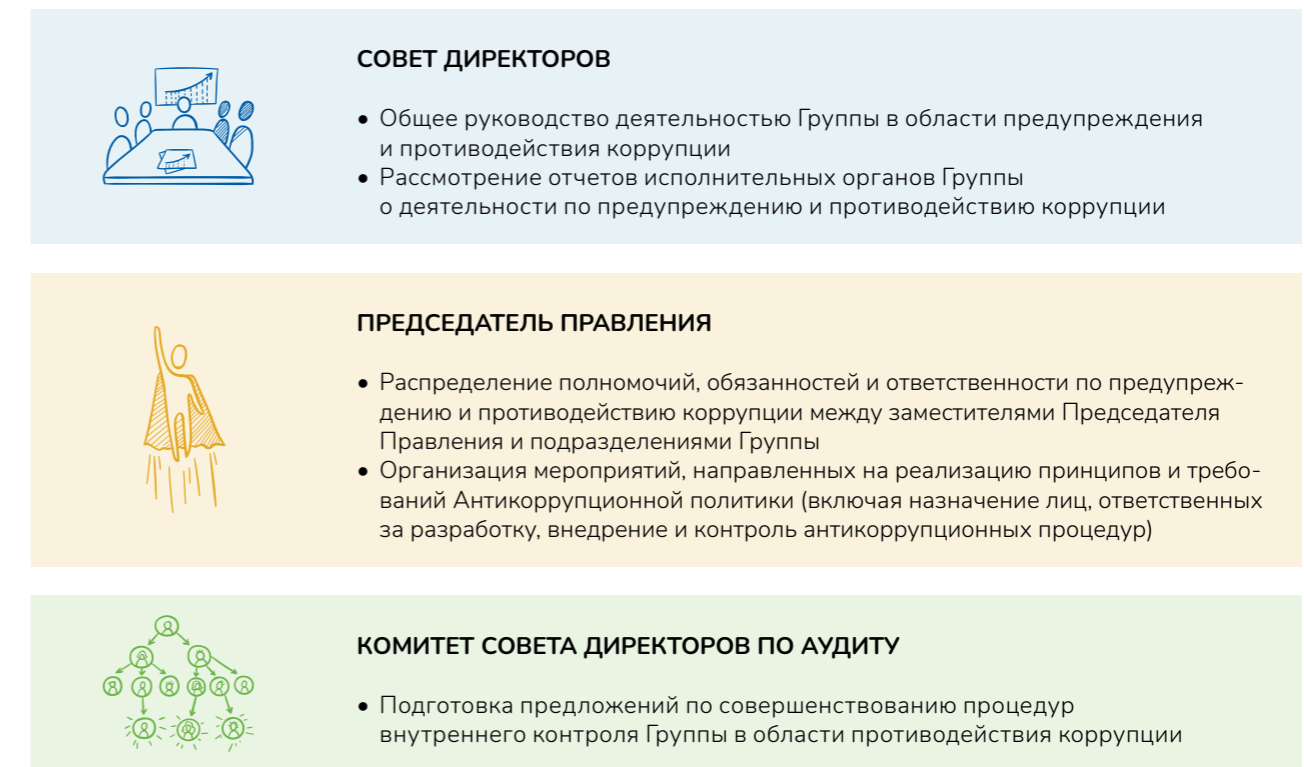 СОВЕТ ДИРЕКТОРОВ
• Общее руководство деятельностью Группы в области предупреждения
и противодействия коррупции
• Рассмотрение отчетов исполнительных органов Группы
о деятельности по предупреждению и противодействию коррупции
ПРЕДСЕДАТЕЛЬ ПРАВЛЕНИЯ
• Распределение полномочий, обязанностей и ответственности по предупреж-
дению и противодействию коррупции между заместителями Председателя
Правления и подразделениями Группы
• Организация мероприятий, направленных на реализацию принципов и требо-
ваний Антикоррупционной политики (включая назначение лиц, ответственных
за разработку, внедрение и контроль антикоррупционных процедур)
КОМИТЕТ СОВЕТА ДИРЕКТОРОВ ПО АУДИТУ
• Подготовка предложений по совершенствованию процедур
внутреннего контроля Группы в области противодействия коррупции